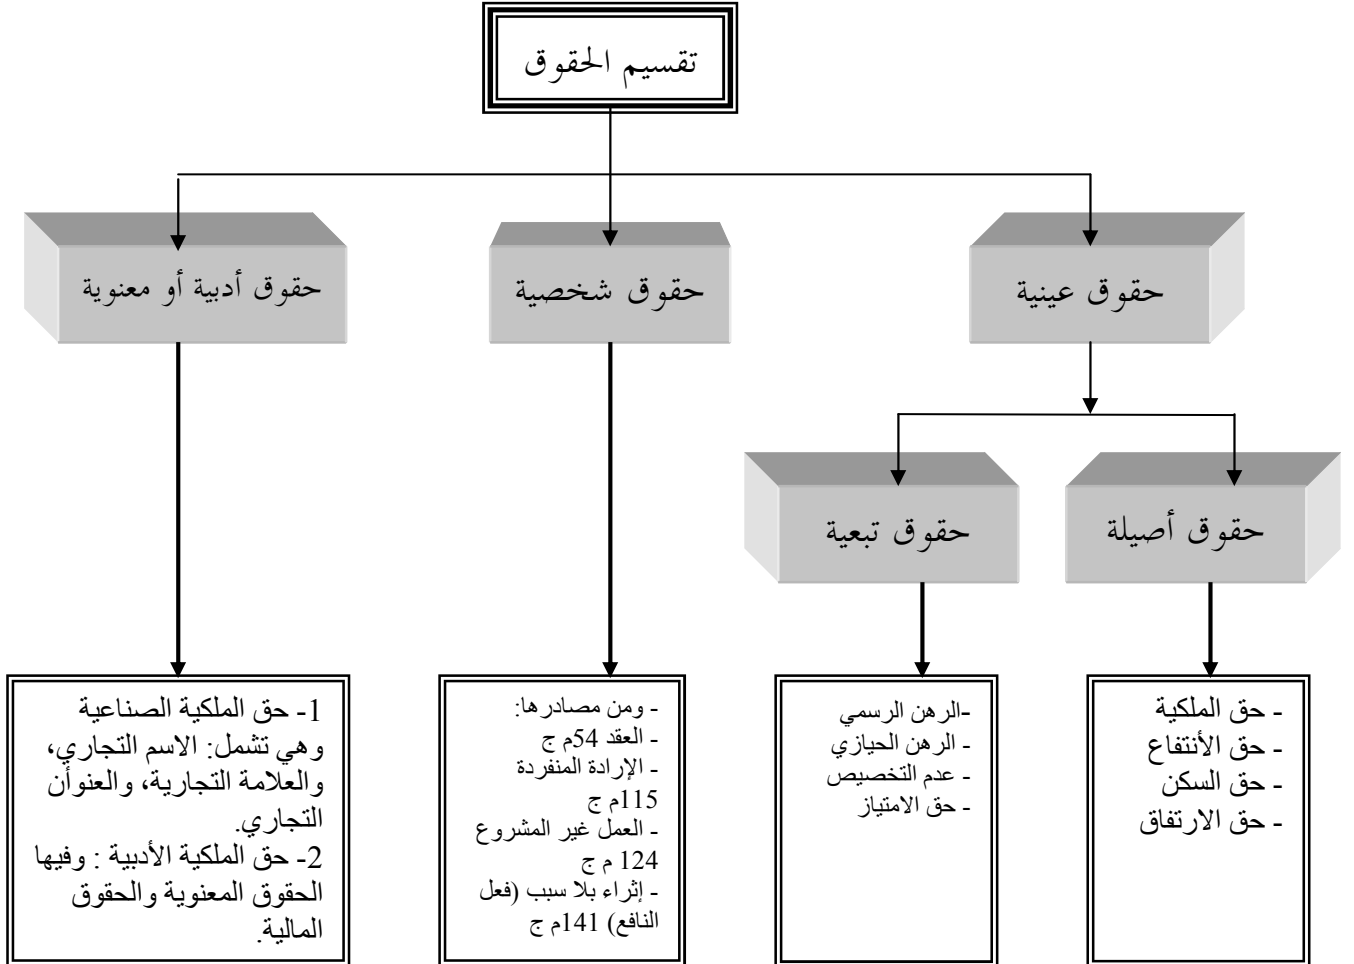 تقسيم الحقوق
حقوق عينية
حقوق شخصية
حقوق أدبية أو معنوية
حقوق أصيلة
حقوق تبعية
- حق الملكية
- حق الأنتفاع
- حق السكن
- حق الارتفاق
-الرهن الرسمي
- الرهن الحيازي
- عدم التخصيص
- حق الامتياز
- ومن مصادرها:
- العقد 54م ج
- الإرادة المنفردة
115م ج
- العمل غير المشروع
124 م ج
- إثراء بلا سبب (فعل
النافع) 141م ج
1- حق الملكية الصناعية
وهي تشمل: الاسم التجاري،
والعلامة التجارية، والعنوأن
التجاري.
2- حق الملكية الأدبية : وفيها
الحقوق المعنوية والحقوق
المالية.